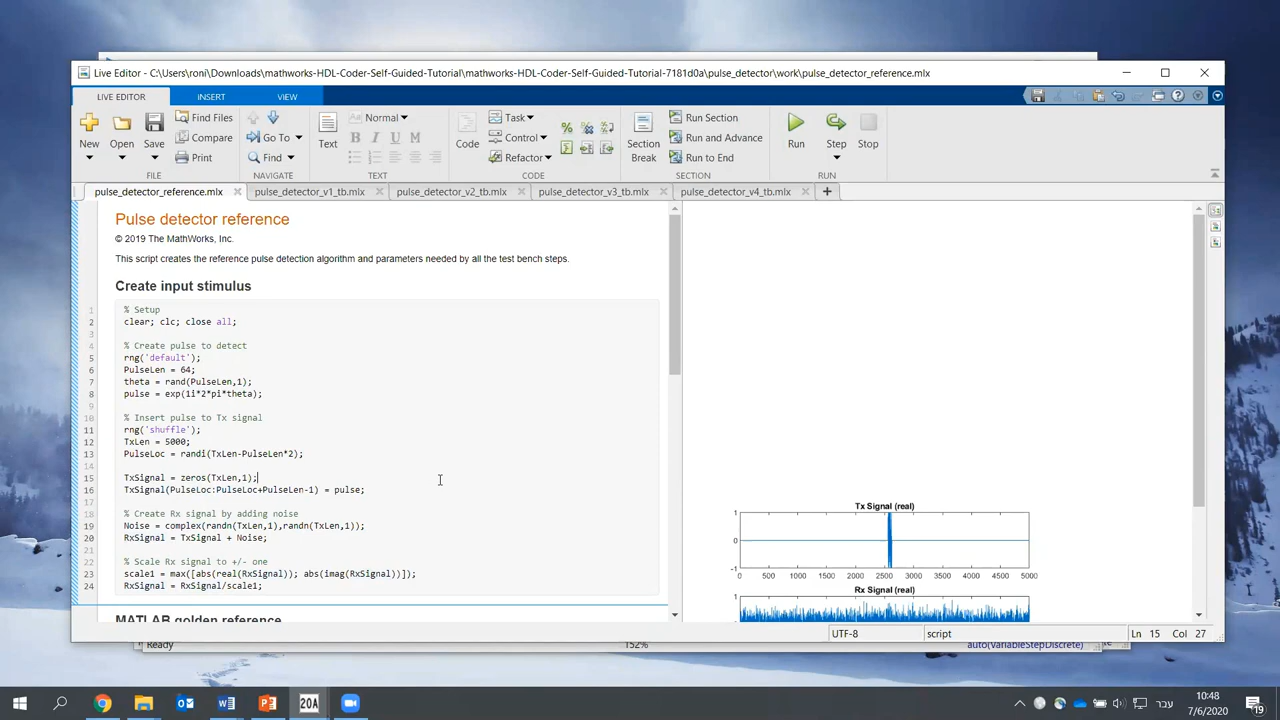 Live Editor - C:\Users\roni\Downloads\mathworks-HDL-Coder-Self-Guided-Tutorial\mathworks-HDL-Coder-Self-Guided-Tutorial-7181d0a\pulse_detector\work\pulse_detector_reference.mlx
LIVE EDITOR INSERT VIEW
New Open Save Find Files Compare Print
FILE
Go To Find
NAVIGATE
Text Normal
B I U M
TEXT
Code Task Control Refactor
CODE
Section Break Run Section Run and Advance Run to End
SECTION
Run Step Stop
RUN
pulse_detector_reference.mlx pulse_detector_v1_tb.mlx pulse_detector_v2_tb.mlx pulse_detector_v3_tb.mlx pulse_detector_v4_tb.mlx
Pulse detector reference
© 2019 The MathWorks, Inc.
This script creates the reference pulse detection algorithm and parameters needed by all the test bench steps.
Create input stimulus
1 % Setup
2 clear; clc; close all;
3
4 % Create pulse to detect
5 rng('default');
6 PulseLen = 64;
7 theta = rand(PulseLen,1);
8 pulse = exp(1i*2*pi*theta);
9
10 % Insert pulse to Tx signal
11 rng('shuffle');
12 TxLen = 5000;
13 PulseLoc = randi(TxLen-PulseLen*2);
14
15 TxSignal = zeros(TxLen,1);
16 TxSignal(PulseLoc:PulseLoc+PulseLen-1) = pulse;
17
18 % Create Rx signal by adding noise
19 Noise = complex(randn(TxLen,1),randn(TxLen,1));
20 RxSignal = TxSignal + Noise;
21
22 % Scale Rx signal to +/- one
23 scale1 = max([abs(real(RxSignal)); abs(imag(RxSignal))]);
24 RxSignal = RxSignal/scale1;
MATLAB golden reference
Tx Signal (real)
1
0
-1
0 500 1000 1500 2000 2500 3000 3500 4000 4500 5000
Rx Signal (real)
1
UTF-8 script Ln 15 Col 27
Ready 152% auto(VariableStepDiscrete)
20A
עבר
10:48
7/6/2020
19